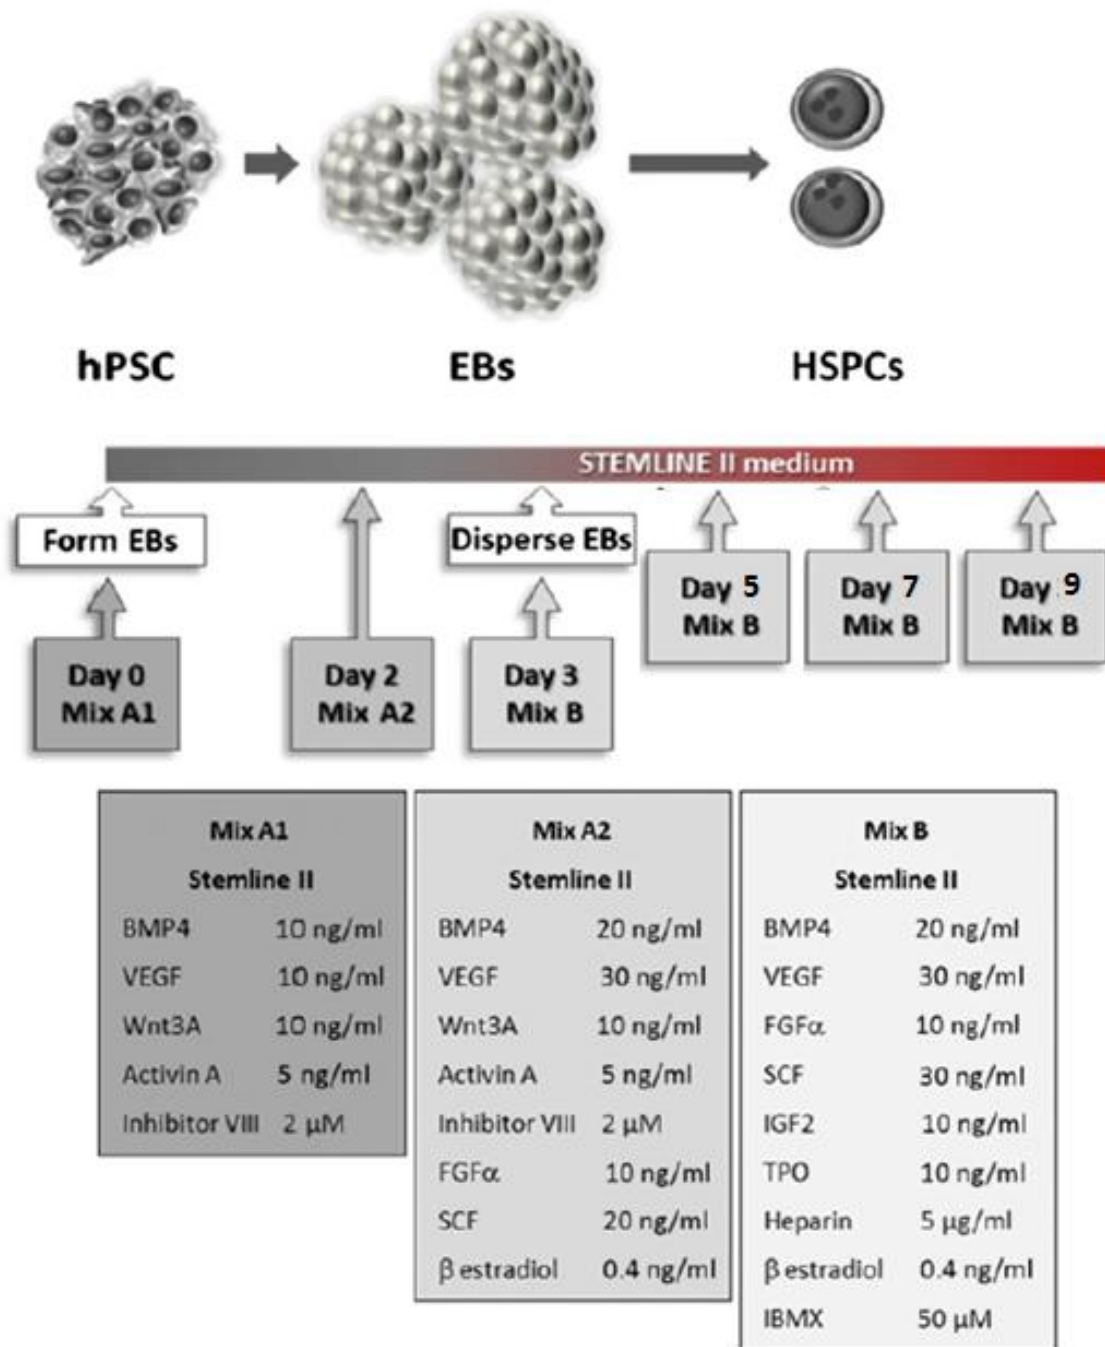 hPSC
EBs
HSPCs
STEMLINE II medium
Form EBs
Disperse EBs
Day 5
Mix B
Day 7
Mix B
Day 9
Mix B
Day 0
Mix A1
Day 2
Mix A2
Day 3
Mix B
Mix A1
Stemline II
BMP4 10 ng/ml
VEGF 10 ng/ml
Wnt3A 10 ng/ml
Activin A 5 ng/ml
Inhibitor VIII 2 µM
Mix A2
Stemline II
BMP4 20 ng/ml
VEGF 30 ng/ml
Wnt3A 10 ng/ml
Activin A 5 ng/ml
Inhibitor VIII 2 µM
FGFα 10 ng/ml
SCF 20 ng/ml
β estradiol 0.4 ng/ml
Mix B
Stemline II
BMP4 20 ng/ml
VEGF 30 ng/ml
FGFα 10 ng/ml
SCF 30 ng/ml
IGF2 10 ng/ml
TPO 10 ng/ml
Heparin 5 µg/ml
β estradiol 0.4 ng/ml
IBMX 50 µM